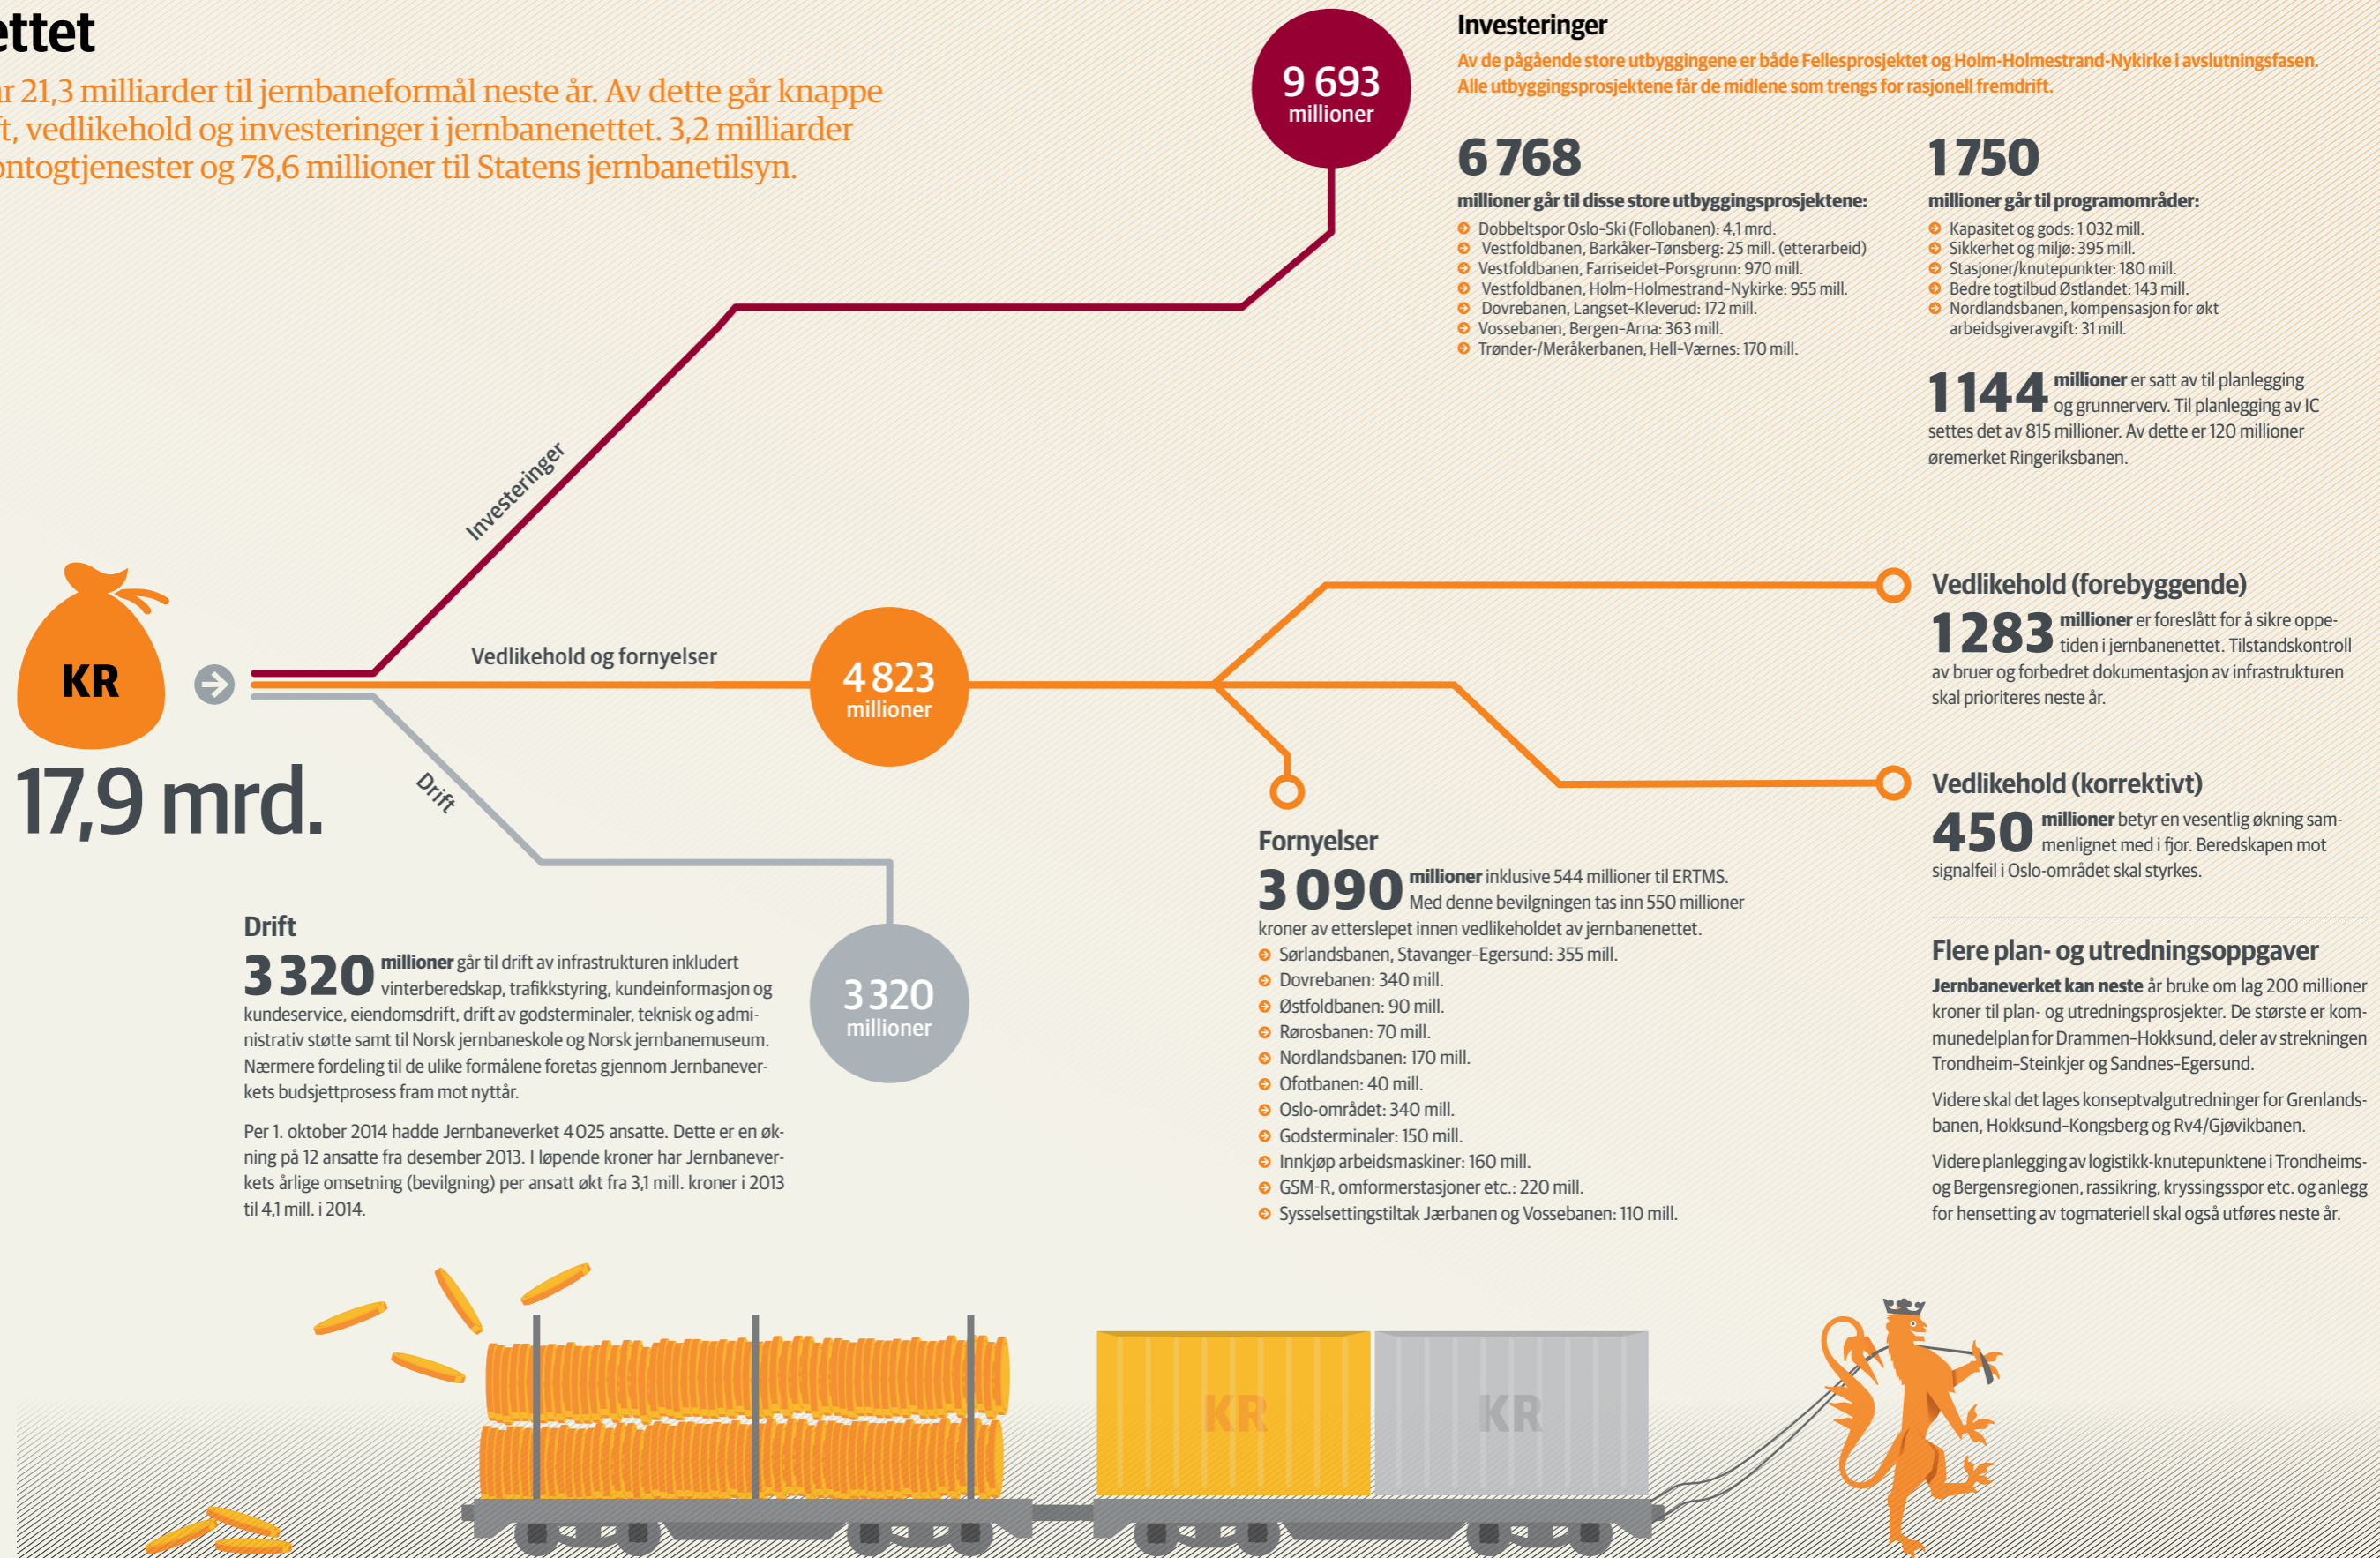 ettet
r 21,3 milliarder til jernbaneformål neste år. Av dette går knappe
t, vedlikehold og investeringer i jernbanenettet. 3,2 milliarder
ontogtjenester og 78,6 millioner til Statens jernbanetilsyn.
9 693
millioner
Investeringer
Av de pågående store utbyggingene er både Fellesprosjektet og Holm-Holmestrand-Nykirke i avslutningsfasen.
Alle utbyggingsprosjektene får de midlene som trengs for rasjonell fremdrift.
6 768
millioner går til disse store utbyggingsprosjektene:
Dobbeltspor Oslo–Ski (Follobanen): 4,1 mrd.
Vestfoldbanen, Barkåker–Tønsberg: 25 mill. (etterarbeid)
Vestfoldbanen, Farriseidet–Porsgrunn: 970 mill.
Vestfoldbanen, Holm–Holmestrand–Nykirke: 955 mill.
Dovrebanen, Langset–Kleverud: 172 mill.
Vossebanen, Bergen–Arna: 363 mill.
Trønder-/Meråkerbanen, Hell–Værnes: 170 mill.
1 750
millioner går til programområder:
Kapasitet og gods: 1 032 mill.
Sikkerhet og miljø: 395 mill.
Stasjoner/knutepunkter: 180 mill.
Bedre togtilbud Østlandet: 143 mill.
Nordlandsbanen, kompensasjon for økt
arbeidsgiveravgift: 31 mill.
1 144 millioner er satt av til planlegging
og grunnerverv. Til planlegging av IC
settes det av 815 millioner. Av dette er 120 millioner
øremerket Ringeriksbanen.
Investeringer
KR
17,9 mrd.
Vedlikehold og fornyelser
4 823
millioner
Drift
Vedlikehold (forebyggende)
1 283 millioner er foreslått for å sikre oppe-
tiden i jernbanenettet. Tilstandskontroll
av bruer og forbedret dokumentasjon av infrastrukturen
skal prioriteres neste år.
Vedlikehold (korrektivt)
450 millioner betyr en vesentlig økning sam-
menlignet med i fjor. Beredskapen mot
signalfeil i Oslo-området skal styrkes.
Drift
3 320 millioner går til drift av infrastrukturen inkludert
vinterberedskap, trafikkstyring, kundeinformasjon og
kundeservice, eiendomsdrift, drift av godsterminaler, teknisk og admi-
nistrativ støtte samt til Norsk jernbaneskole og Norsk jernbanemuseum.
Nærmere fordeling til de ulike formålene foretas gjennom Jernbanever-
kets budsjettprosess fram mot nyttår.
Per 1. oktober 2014 hadde Jernbaneverket 4 025 ansatte. Dette er en øk-
ning på 12 ansatte fra desember 2013. I løpende kroner har Jernbanever-
kets årlige omsetning (bevilgning) per ansatt økt fra 3,1 mill. kroner i 2013
til 4,1 mill. i 2014.
3 320
millioner
Fornyelser
3 090 millioner inklusive 544 millioner til ERTMS.
Med denne bevilgningen tas inn 550 millioner
kroner av etterslepet innen vedlikeholdet av jernbanenettet.
Sørlandsbanen, Stavanger–Egersund: 355 mill.
Dovrebanen: 340 mill.
Østfoldbanen: 90 mill.
Rørosbanen: 70 mill.
Nordlandsbanen: 170 mill.
Ofotbanen: 40 mill.
Oslo-området: 340 mill.
Godsterminaler: 150 mill.
Innkjøp arbeidsmaskiner: 160 mill.
GSM-R, omformerstasjoner etc.: 220 mill.
Sysselsettingstiltak Jærbanen og Vossebanen: 110 mill.
Flere plan- og utredningsoppgaver
Jernbaneverket kan neste år bruke om lag 200 millioner
kroner til plan- og utredningsprosjekter. De største er kom-
munedelplan for Drammen–Hokksund, deler av strekningen
Trondheim–Steinkjer og Sandnes–Egersund.
Videre skal det lages konseptvalgutredninger for Grenlands-
banen, Hokksund–Kongsberg og Rv4/Gjøvikbanen.
Videre planlegging av logistikk-knutepunktene i Trondheims-
og Bergensregionen, rassikring, kryssingsspor etc. og anlegg
for hensetting av togmateriell skal også utføres neste år.
KR
KR